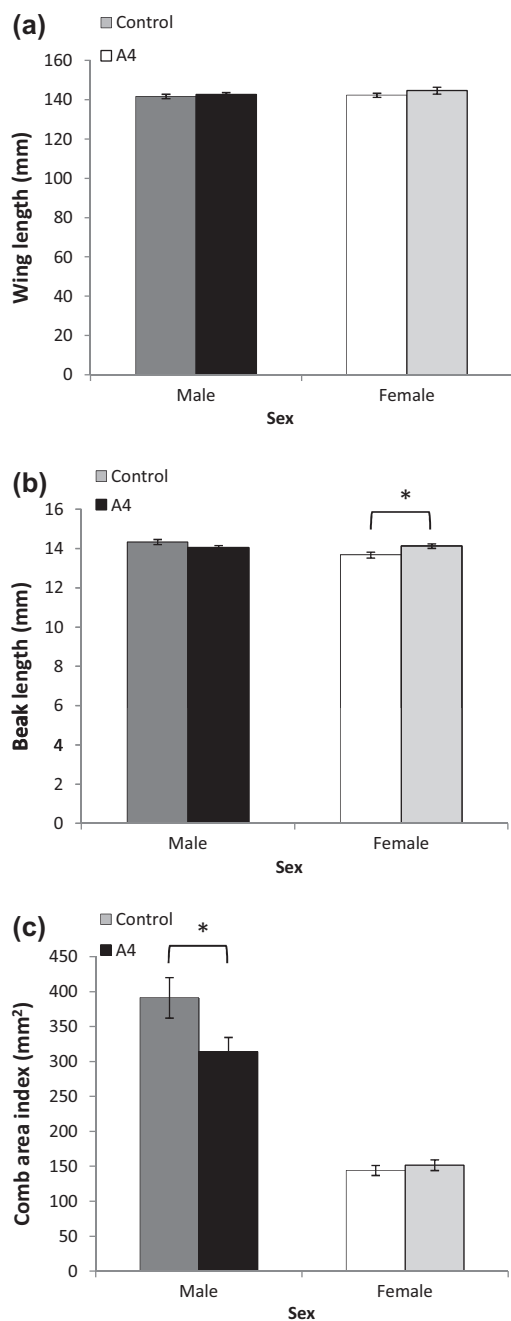 (a)
Control
A4
160
140
120
100
80
60
40
20
0
Wing length (mm)
Male
Female
Sex
(b)
Control
A4
*
16
14
12
10
8
6
4
2
0
Beak length (mm)
Male
Female
Sex
(c)
Control
A4
*
450
400
350
300
250
200
150
100
50
0
Comb area index (mm²)
Male
Female
Sex